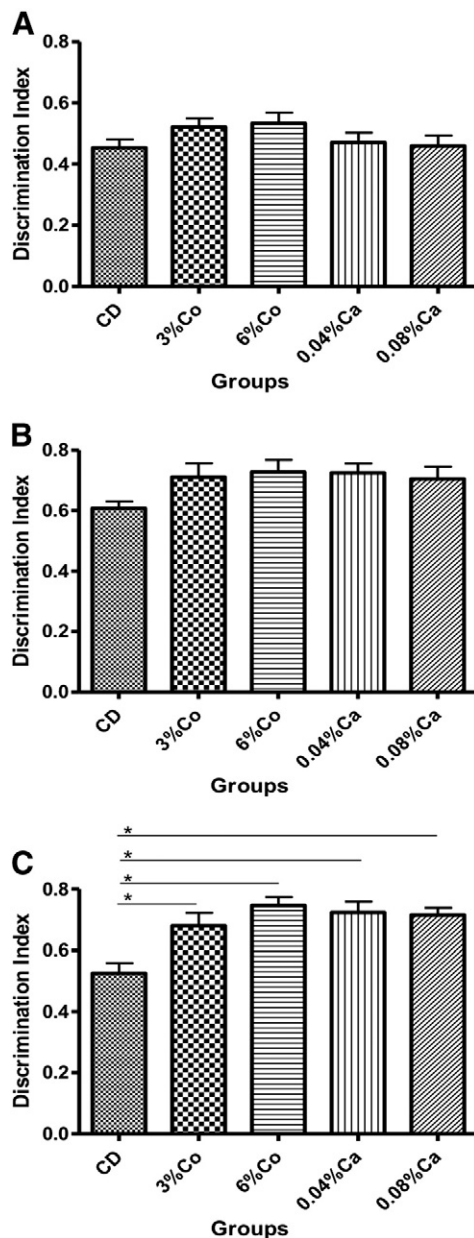 A
Discrimination Index
0.8
0.6
0.4
0.2
0.0
CD
3%Co
6%Co
0.04%Ca
0.08%Ca
Groups
B
Discrimination Index
0.8
0.6
0.4
0.2
0.0
CD
3%Co
6%Co
0.04%Ca
0.08%Ca
Groups
C
*
*
*
*
Discrimination Index
0.8
0.6
0.4
0.2
0.0
CD
3%Co
6%Co
0.04%Ca
0.08%Ca
Groups